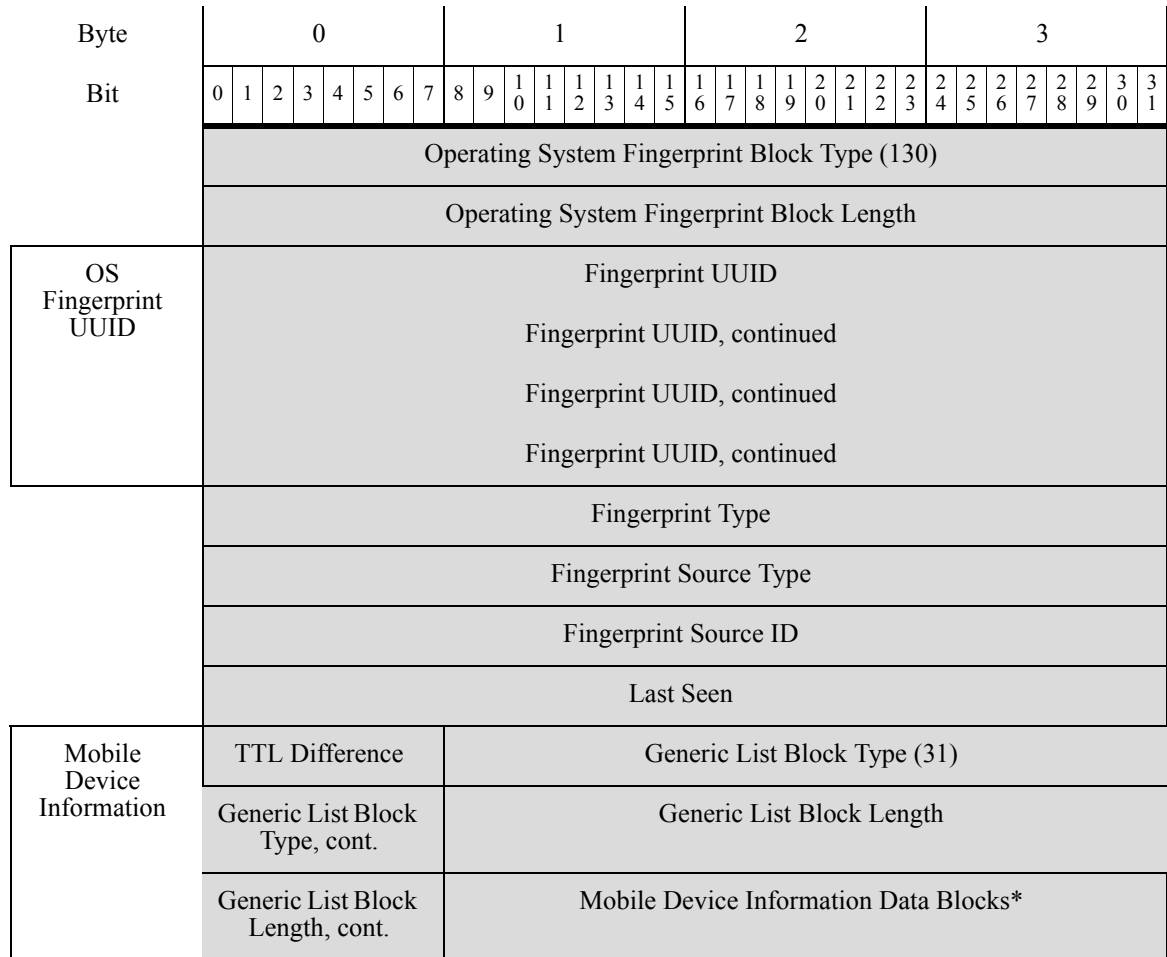 Byte 0 1 2 3
Bit 0 1 2 3 4 5 6 7 8 9 10 11 12 13 14 15 16 17 18 19 20 21 22 23 24 25 26 27 28 29 30 31
Operating System Fingerprint Block Type (130)
Operating System Fingerprint Block Length
OS
Fingerprint
UUID
Fingerprint UUID
Fingerprint UUID, continued
Fingerprint UUID, continued
Fingerprint UUID, continued
Fingerprint Type
Fingerprint Source Type
Fingerprint Source ID
Last Seen
Mobile
Device
Information
TTL Difference
Generic List Block Type (31)
Generic List Block
Type, cont.
Generic List Block Length
Generic List Block
Length, cont.
Mobile Device Information Data Blocks*